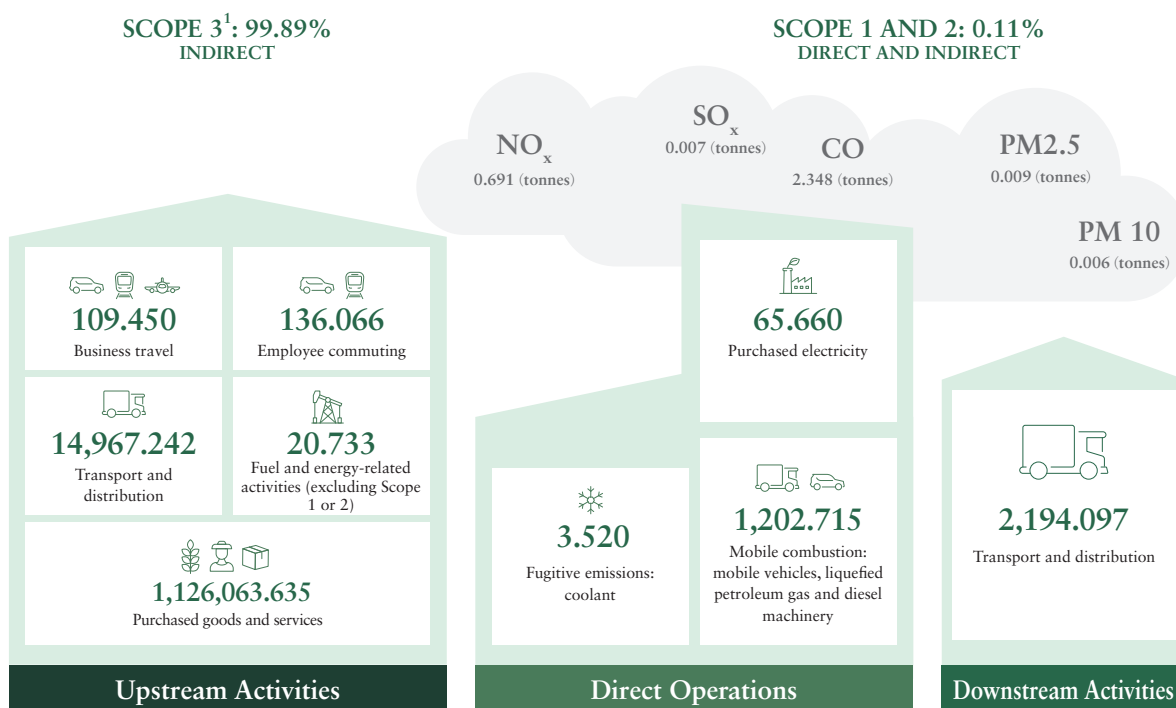 SCOPE 3¹: 99.89%
INDIRECT
SCOPE 1 AND 2: 0.11%
DIRECT AND INDIRECT
NOₓ
0.691 (tonnes)
SOₓ
0.007 (tonnes)
CO
2.348 (tonnes)
PM2.5
0.009 (tonnes)
PM 10
0.006 (tonnes)
109.450
Business travel
136.066
Employee commuting
14,967.242
Transport and
distribution
20.733
Fuel and energy-related
activities (excluding Scope
1 or 2)
1,126,063.635
Purchased goods and services
Upstream Activities
65.660
Purchased electricity
3.520
Fugitive emissions:
coolant
1,202.715
Mobile combustion:
mobile vehicles, liquefied
petroleum gas and diesel
machinery
Direct Operations
2,194.097
Transport and distribution
Downstream Activities